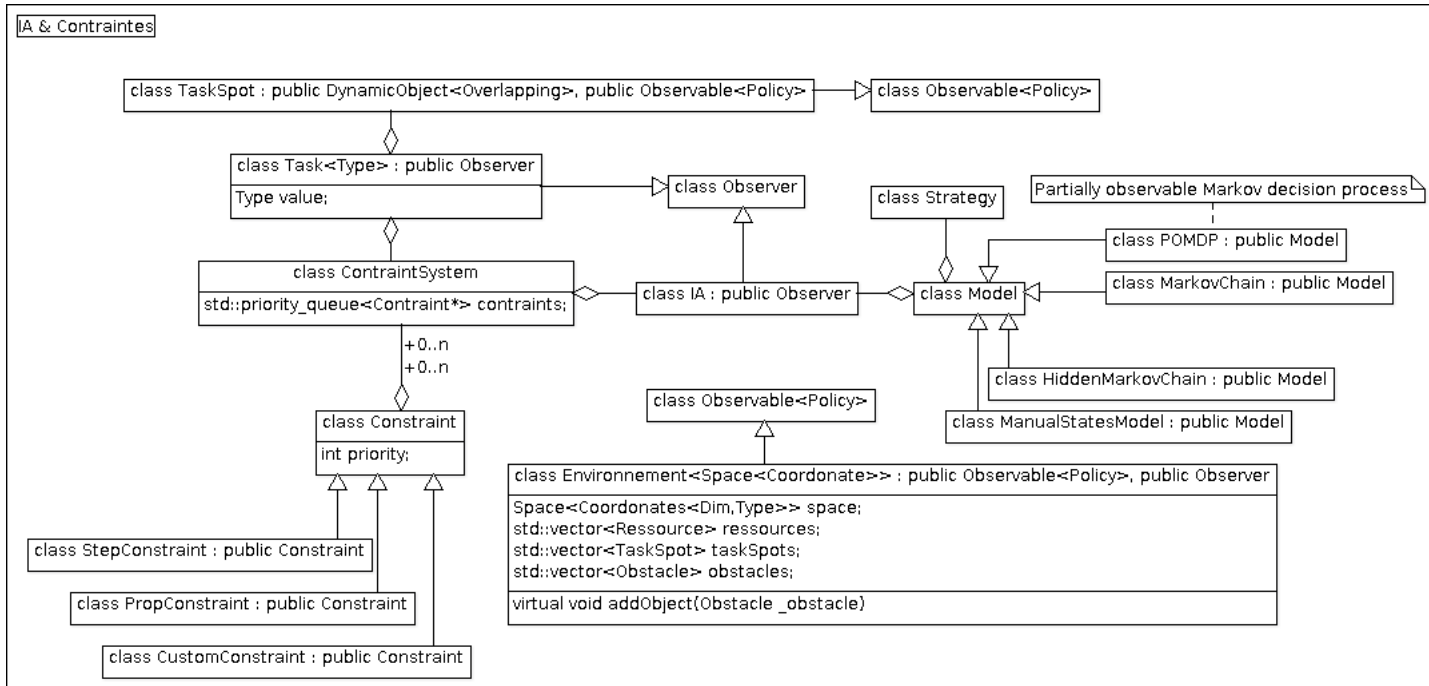 IA & Contraintes
class TaskSpot : public DynamicObject<Overlapping>, public Observable<Policy>
class Observable<Policy>
class Task<Type> : public Observer
Type value;
class Observer
class Strategy
Partially observable Markov decision process
class POMDP : public Model
class ContraintSystem
std::priority_queue<Contraint*> contraints;
class IA : public Observer
class Model
class MarkovChain : public Model
+0..n
+0..n
class HiddenMarkovChain : public Model
class Observable<Policy>
class ManualStatesModel : public Model
class Constraint
int priority;
class Environnement<Space<Coordonate>> : public Observable<Policy>, public Observer
Space<Coordonates<Dim,Type>> space;
std::vector<Ressource> ressources;
std::vector<TaskSpot> taskSpots;
std::vector<Obstacle> obstacles;
virtual void addObject(Obstacle _obstacle)
class StepConstraint : public Constraint
class PropConstraint : public Constraint
class CustomConstraint : public Constraint